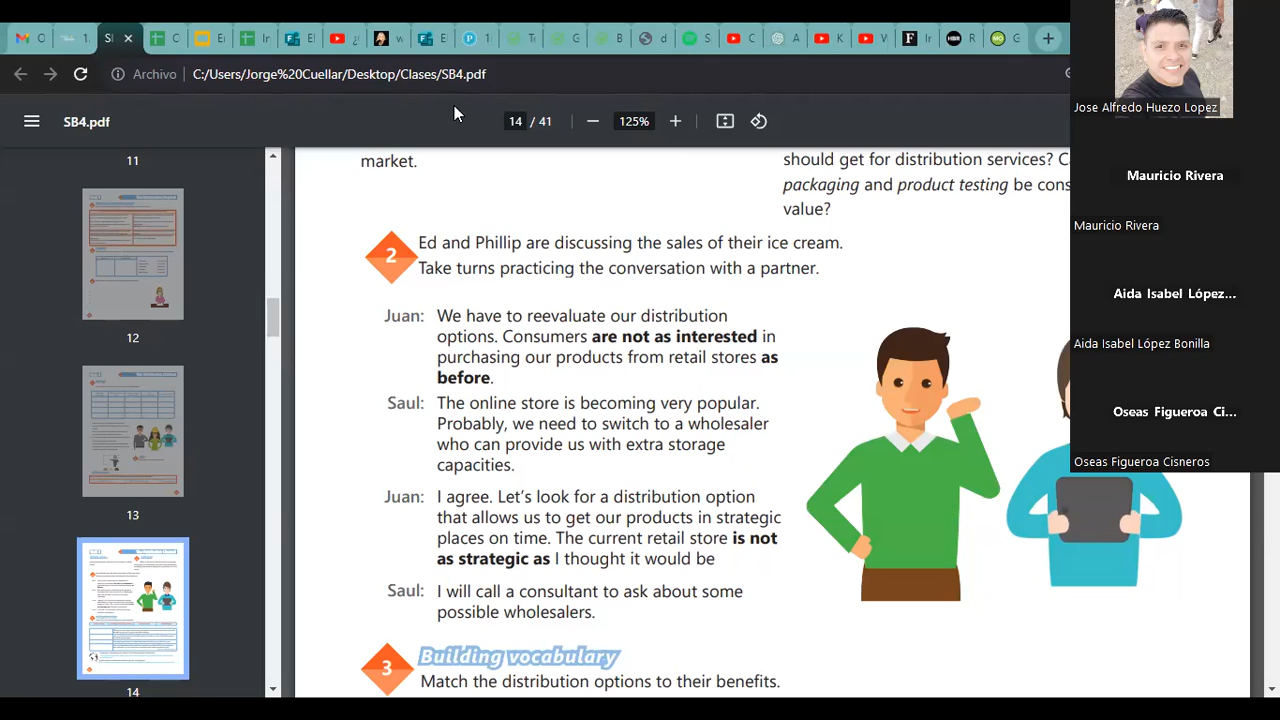 Archivo
C:/Users/Jorge%20Cuellar/Desktop/Clases/SB4.pdf
SB4.pdf
14 / 41
125%
11
12
13
14
market.
should get for distribution services? C
packaging and product testing be cons
value?
2
Ed and Phillip are discussing the sales of their ice cream.
Take turns practicing the conversation with a partner.
Juan: We have to reevaluate our distribution
options. Consumers are not as interested in
purchasing our products from retail stores as
before.
Saul: The online store is becoming very popular.
Probably, we need to switch to a wholesaler
who can provide us with extra storage
capacities.
Juan: I agree. Let's look for a distribution option
that allows us to get our products in strategic
places on time. The current retail store is not
as strategic as I thought it would be
Saul: I will call a consultant to ask about some
possible wholesalers.
3
Building vocabulary
Match the distribution options to their benefits.
Jose Alfredo Huezo Lopez
Mauricio Rivera
Mauricio Rivera
Aida Isabel López...
Aida Isabel López Bonilla
Oseas Figueroa Ci...
Oseas Figueroa Cisneros